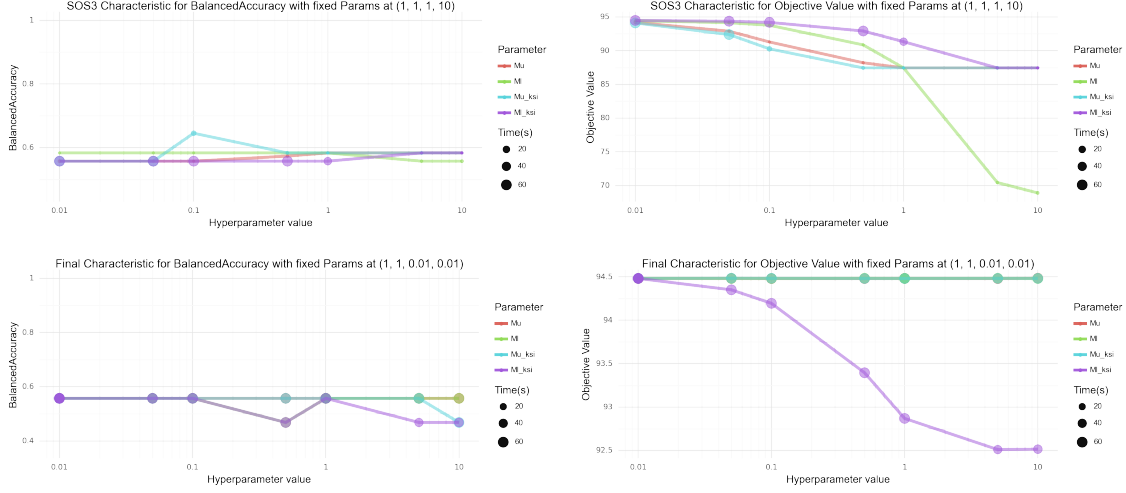 SOS3 Characteristic for BalancedAccuracy with fixed Params at (1, 1, 1, 10)
BalancedAccuracy
1
0.8
0.6
0.01
0.1
1
10
Hyperparameter value
Parameter
Mu
Ml
Mu_ksi
Ml_ksi
Time(s)
20
40
60
SOS3 Characteristic for Objective Value with fixed Params at (1, 1, 1, 10)
Objective Value
95
90
85
80
75
70
0.01
0.1
1
10
Hyperparameter value
Parameter
Mu
Ml
Mu_ksi
Ml_ksi
Time(s)
20
40
60
Final Characteristic for BalancedAccuracy with fixed Params at (1, 1, 0.01, 0.01)
BalancedAccuracy
1
0.8
0.6
0.4
0.01
0.1
1
10
Hyperparameter value
Parameter
Mu
Ml
Mu_ksi
Ml_ksi
Time(s)
20
40
60
Final Characteristic for Objective Value with fixed Params at (1, 1, 0.01, 0.01)
Objective Value
94.5
94
93.5
93
92.5
0.01
0.1
1
10
Hyperparameter value
Parameter
Mu
Ml
Mu_ksi
Ml_ksi
Time(s)
20
40
60